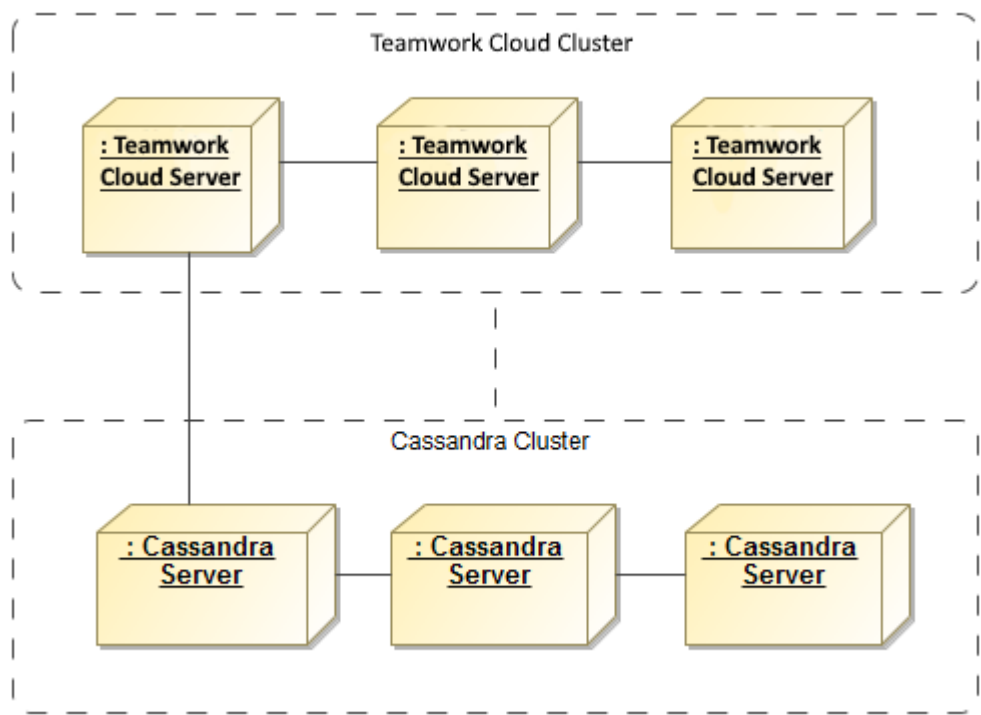 Teamwork Cloud Cluster
: Teamwork
Cloud Server
: Teamwork
Cloud Server
: Teamwork
Cloud Server
Cassandra Cluster
: Cassandra
Server
: Cassandra
Server
: Cassandra
Server